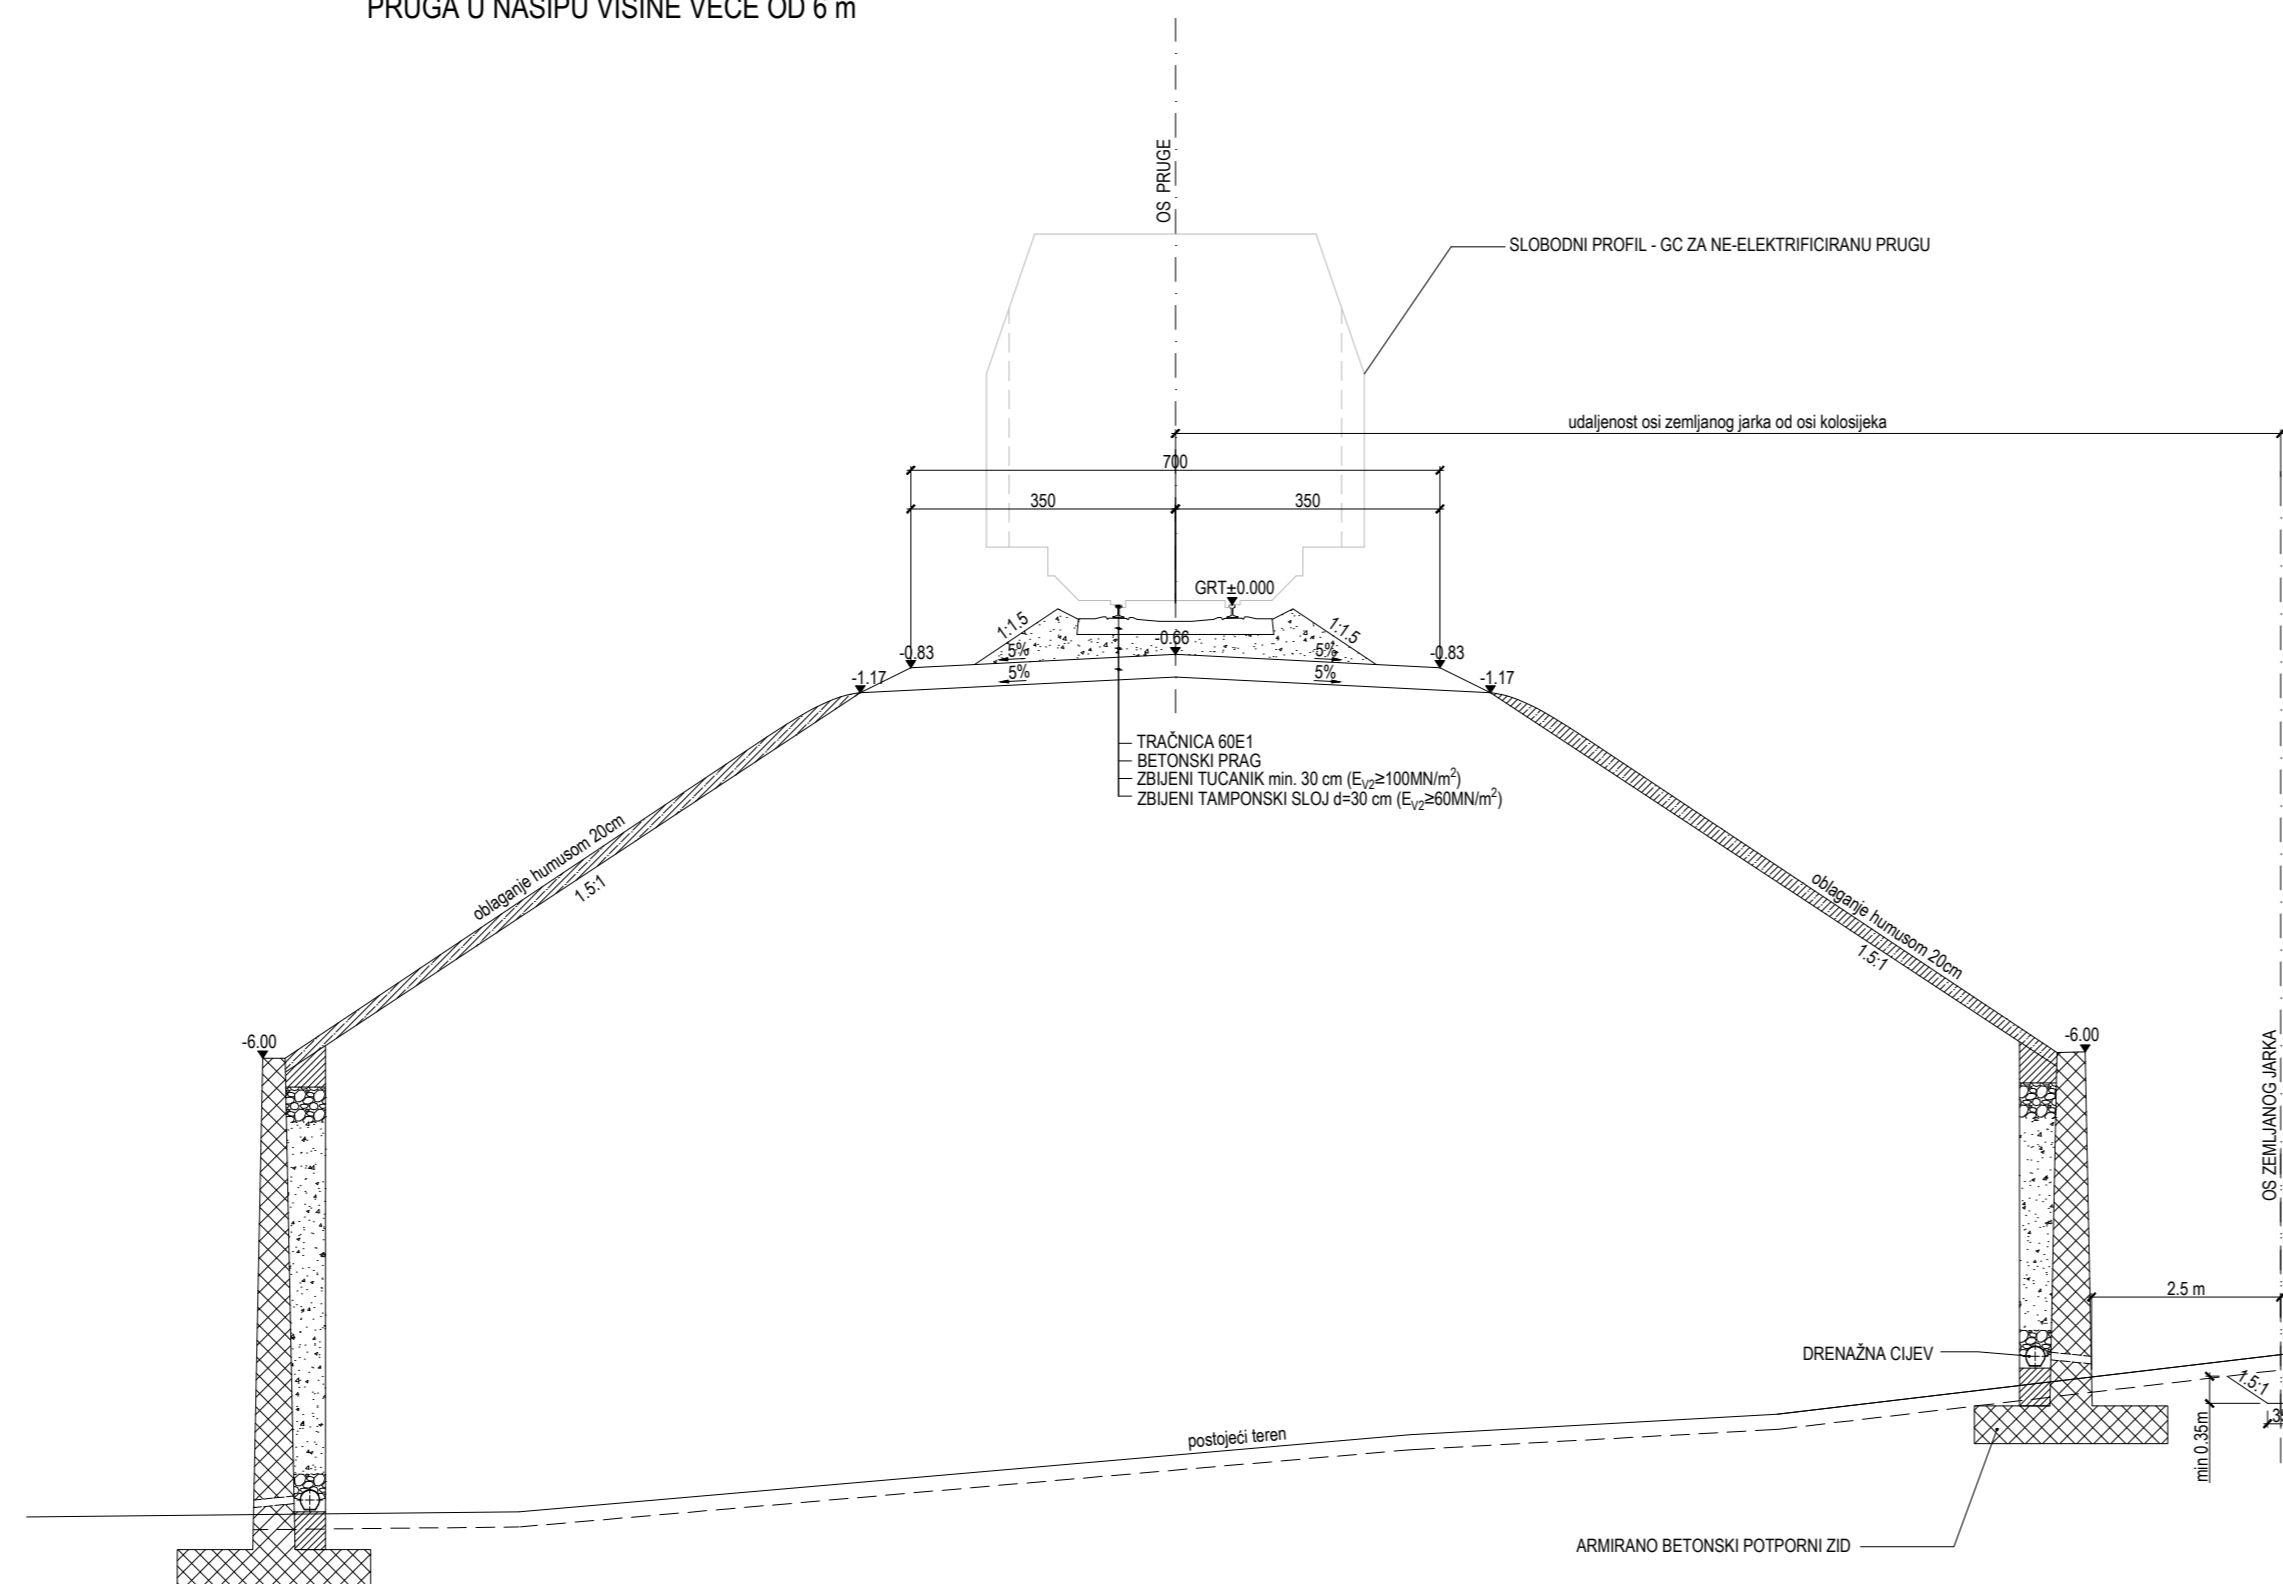 PRUGA U NASIPU VISINE VEĆE OD 6 m
OS PRUGE
SLOBODNI PROFIL - GC ZA NE-ELEKTRIFICIRANU PRUGU
udaljenost osi zemljanog jarka od osi kolosijeka
700
350
350
GRT±0.000
1:1.5
1:1.5
-0.66
-0.83
5%
5%
-0.83
-1.17
5%
5%
-1.17
TRAČNICA 60E1
BETONSKI PRAG
ZBIJENI TUCANIK min. 30 cm (EV2≥100MN/m²)
ZBIJENI TAMPONSKI SLOJ d=30 cm (EV2≥60MN/m²)
oblaganje humusom 20cm
1.5:1
oblaganje humusom 20cm
1.5:1
-6.00
-6.00
OS ZEMLJANOG JARKA
2.5 m
DRENAŽNA CIJEV
1.5:1
min 0.35m
postojeći teren
ARMIRANO BETONSKI POTPORNI ZID